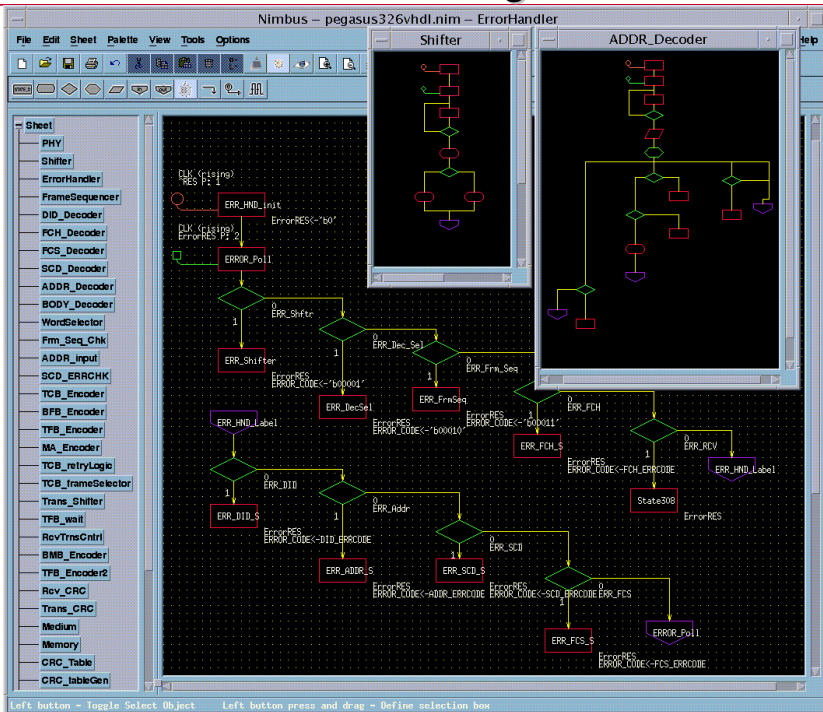 Nimbus – pegasus326vhdl.nim – ErrorHandler
File Edit Sheet Palette View Tools Options Help
Shifter
ADDR_Decoder
Sheet
PHY
Shifter
ErrorHandler
FrameSequencer
DID_Decoder
FCH_Decoder
FCS_Decoder
SCD_Decoder
ADDR_Decoder
BODY_Decoder
WordSelector
Frm_Seq_Chk
ADDR_input
SCD_ERRCHK
TCB_Encoder
BFB_Encoder
TFB_Encoder
MA_Encoder
TCB_retryLogic
TCB_frameSelector
Trans_Shifter
TFB_wait
RcvTrnsCntrl
BMB_Encoder
TFB_Encoder2
Rcv_CRC
Trans_CRC
Medium
Memory
CRC_Table
CRC_tableGen
CLK (rising)
^RES P: 1
ERR_HND_init
ErrorRES<-'b0'
CLK (rising)
ErrorRES P: 2
ERROR_Poll
0
ERR_Shftr
1
0
ERR_Dec_Sel
1
0
ERR_Frm_Seq
1
ERR_Shifter
ErrorRES
ERROR_CODE<-'b00001'
ERR_DecSel
ErrorRES
ERROR_CODE<-'b00010'
ERR_FrmSeq
ErrorRES
ERROR_CODE<-'b00011'
1
0
ERR_FCH
ERR_FCH_S
ErrorRES
ERROR_CODE<-FCH_ERRCODE
0
ERR_RCV
1
ERR_HND_Label
State308
ErrorRES
ERR_HND_Label
0
ERR_DID
1
ERR_DID_S
ErrorRES
ERROR_CODE<-DID_ERRCODE
0
ERR_Addr
1
ERR_ADDR_S
ErrorRES
ERROR_CODE<-ADDR_ERRCODE
0
ERR_SCD
1
ERR_SCD_S
ErrorRES
ERROR_CODE<-SCD_ERRCODE
0
ERR_FCS
1
ERR_FCS_S
ErrorRES
ERROR_CODE<-FCS_ERRCODE
ERROR_Poll
Left button - Toggle Select Object Left button press and drag - Define selection box